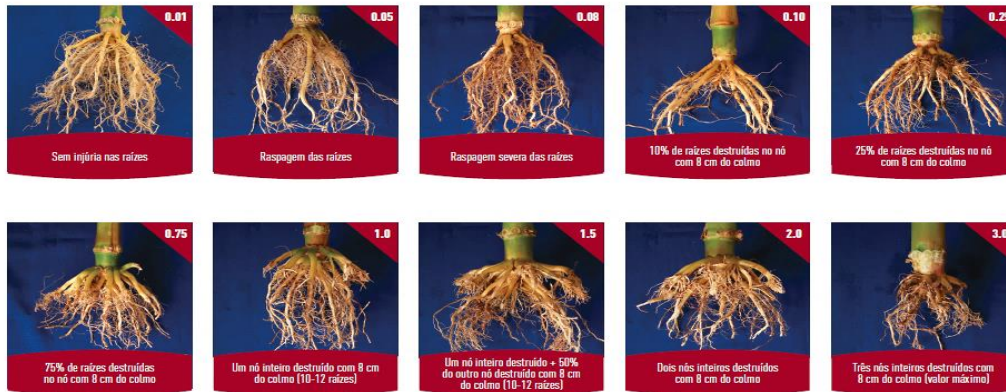 0.01
Sem injúria nas raízes
0.05
Raspagem das raízes
0.08
Raspagem severa das raízes
0.10
10% de raízes destruídas no nó
com 8 cm do colmo
0.25
25% de raízes destruídas no nó
com 8 cm do colmo
0.75
75% de raízes destruídas
no nó com 8 cm do colmo
1.0
Um nó inteiro destruído com 8 cm
do colmo (10-12 raízes)
1.5
Um nó inteiro destruído + 50%
do outro nó destruído com 8 cm
do colmo (10-12 raízes)
2.0
Dois nós inteiros destruídos
com 8 cm do colmo
3.0
Três nós inteiros destruídos com
8 cm do colmo (valor máximo)